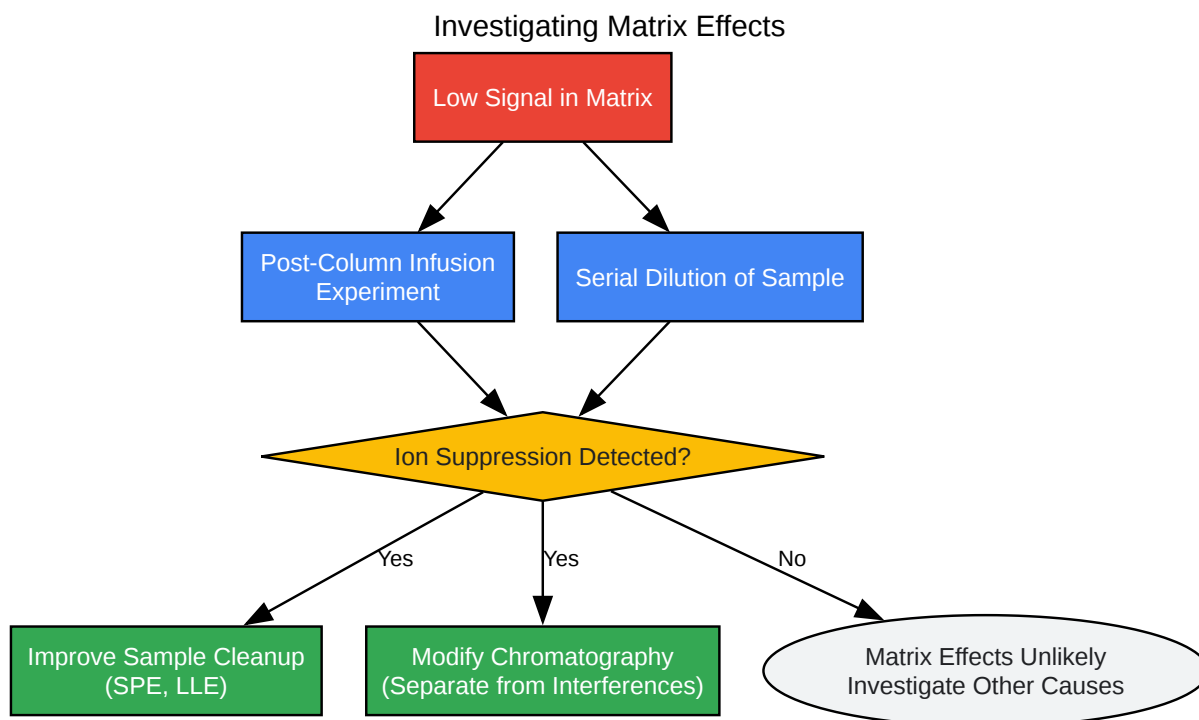 Investigating Matrix Effects
Low Signal in Matrix
Post-Column Infusion
Experiment
Serial Dilution of Sample
Ion Suppression Detected?
Yes
Yes
No
Improve Sample Cleanup
(SPE, LLE)
Modify Chromatography
(Separate from Interferences)
Matrix Effects Unlikely
Investigate Other Causes